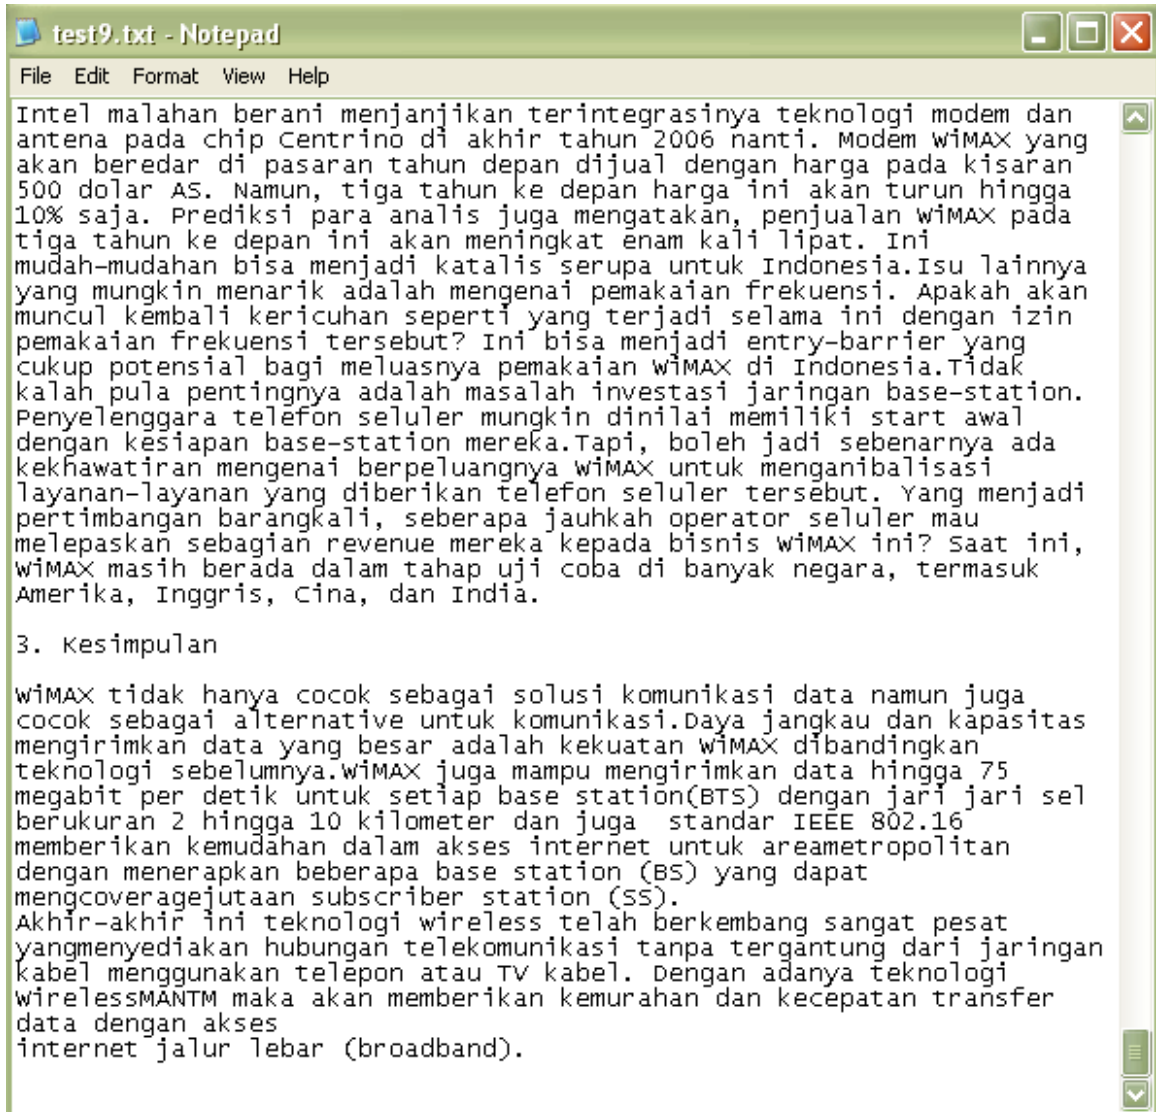 test9.txt - Notepad
File Edit Format View Help
Intel malahan berani menjanjikan terintegrasinya teknologi modem dan
antena pada chip Centrino di akhir tahun 2006 nanti. Modem WiMAX yang
akan beredar di pasaran tahun depan dijual dengan harga pada kisaran
500 dolar AS. Namun, tiga tahun ke depan harga ini akan turun hingga
10% saja. Prediksi para analis juga mengatakan, penjualan WiMAX pada
tiga tahun ke depan ini akan meningkat enam kali lipat. Ini
mudah-mudahan bisa menjadi katalis serupa untuk Indonesia.Isu lainnya
yang mungkin menarik adalah mengenai pemakaian frekuensi. Apakah akan
muncul kembali kericuhan seperti yang terjadi selama ini dengan izin
pemakaian frekuensi tersebut? Ini bisa menjadi entry-barrier yang
cukup potensial bagi meluasnya pemakaian WiMAX di Indonesia.Tidak
kalah pula pentingnya adalah masalah investasi jaringan base-station.
Penyelenggara telefon seluler mungkin dinilai memiliki start awal
dengan kesiapan base-station mereka.Tapi, boleh jadi sebenarnya ada
kekhawatiran mengenai berpeluangnya WiMAX untuk menganibalisasi
layanan-layanan yang diberikan telefon seluler tersebut. Yang menjadi
pertimbangan barangkali, seberapa jauhkah operator seluler mau
melepaskan sebagian revenue mereka kepada bisnis WiMAX ini? Saat ini,
WiMAX masih berada dalam tahap uji coba di banyak negara, termasuk
Amerika, Inggris, Cina, dan India.
3. Kesimpulan
WiMAX tidak hanya cocok sebagai solusi komunikasi data namun juga
cocok sebagai alternative untuk komunikasi.Daya jangkau dan kapasitas
mengirimkan data yang besar adalah kekuatan WiMAX dibandingkan
teknologi sebelumnya.WiMAX juga mampu mengirimkan data hingga 75
megabit per detik untuk setiap base station(BTS) dengan jari jari sel
berukuran 2 hingga 10 kilometer dan juga  standar IEEE 802.16
memberikan kemudahan dalam akses internet untuk areametropolitan
dengan menerapkan beberapa base station (BS) yang dapat
mengcoveragejutaan subscriber station (SS).
Akhir-akhir ini teknologi wireless telah berkembang sangat pesat
yangmenyediakan hubungan telekomunikasi tanpa tergantung dari jaringan
kabel menggunakan telepon atau TV kabel. Dengan adanya teknologi
WirelessMANTM maka akan memberikan kemurahan dan kecepatan transfer
data dengan akses
internet jalur lebar (broadband).